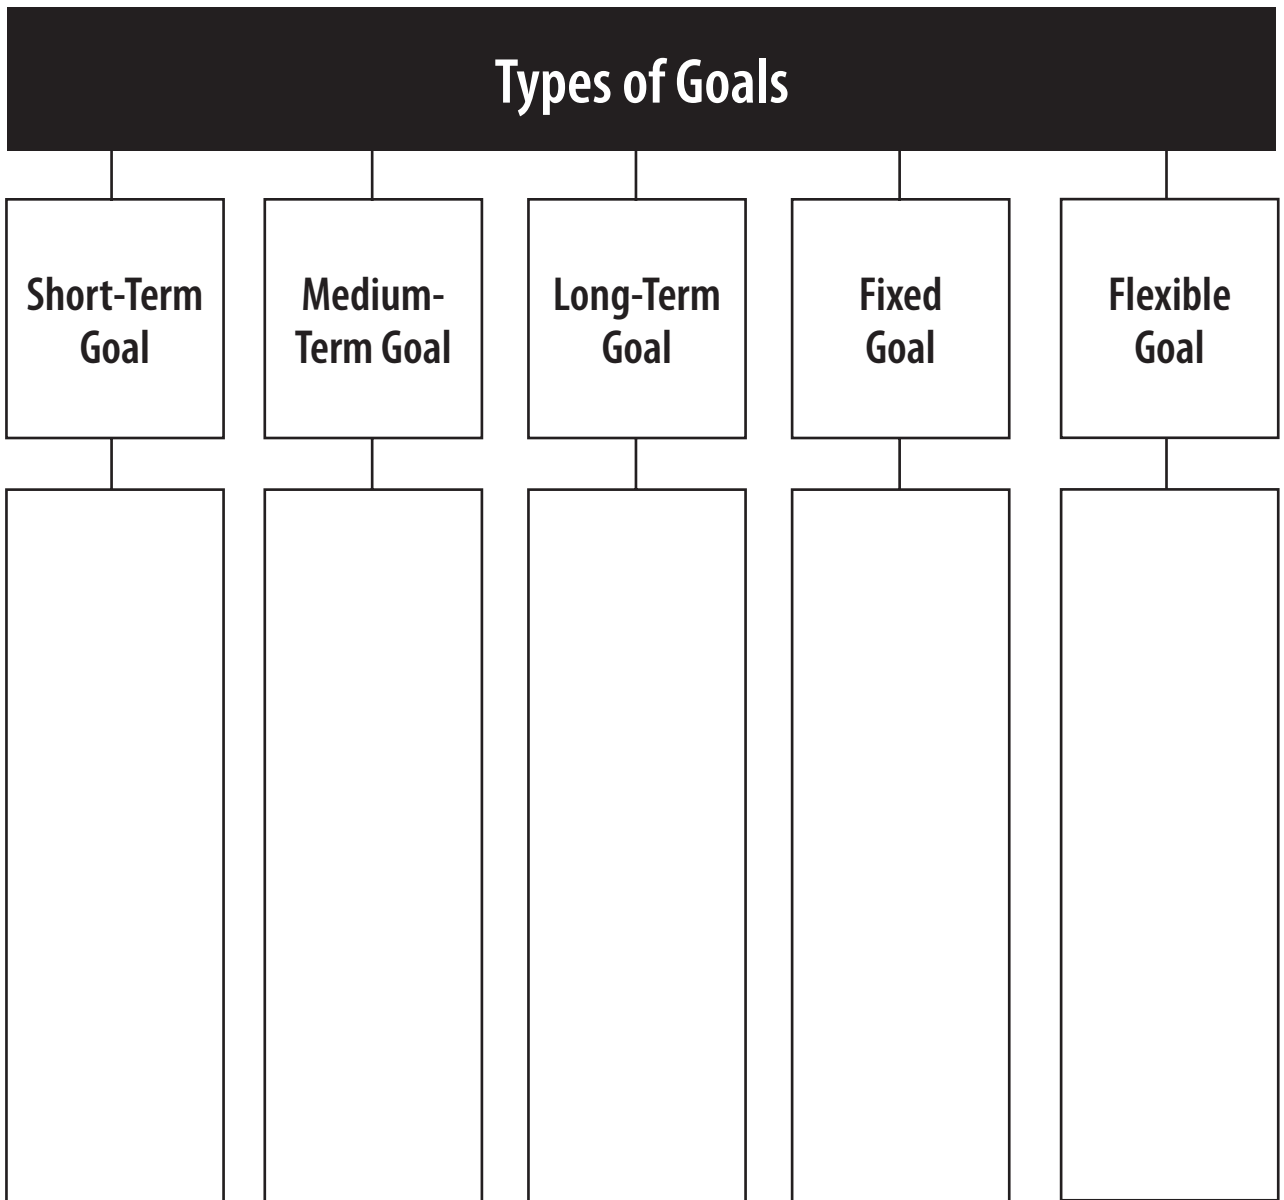 Types of Goals
Short-Term
Goal
Medium-
Term Goal
Long-Term
Goal
Fixed
Goal
Flexible
Goal